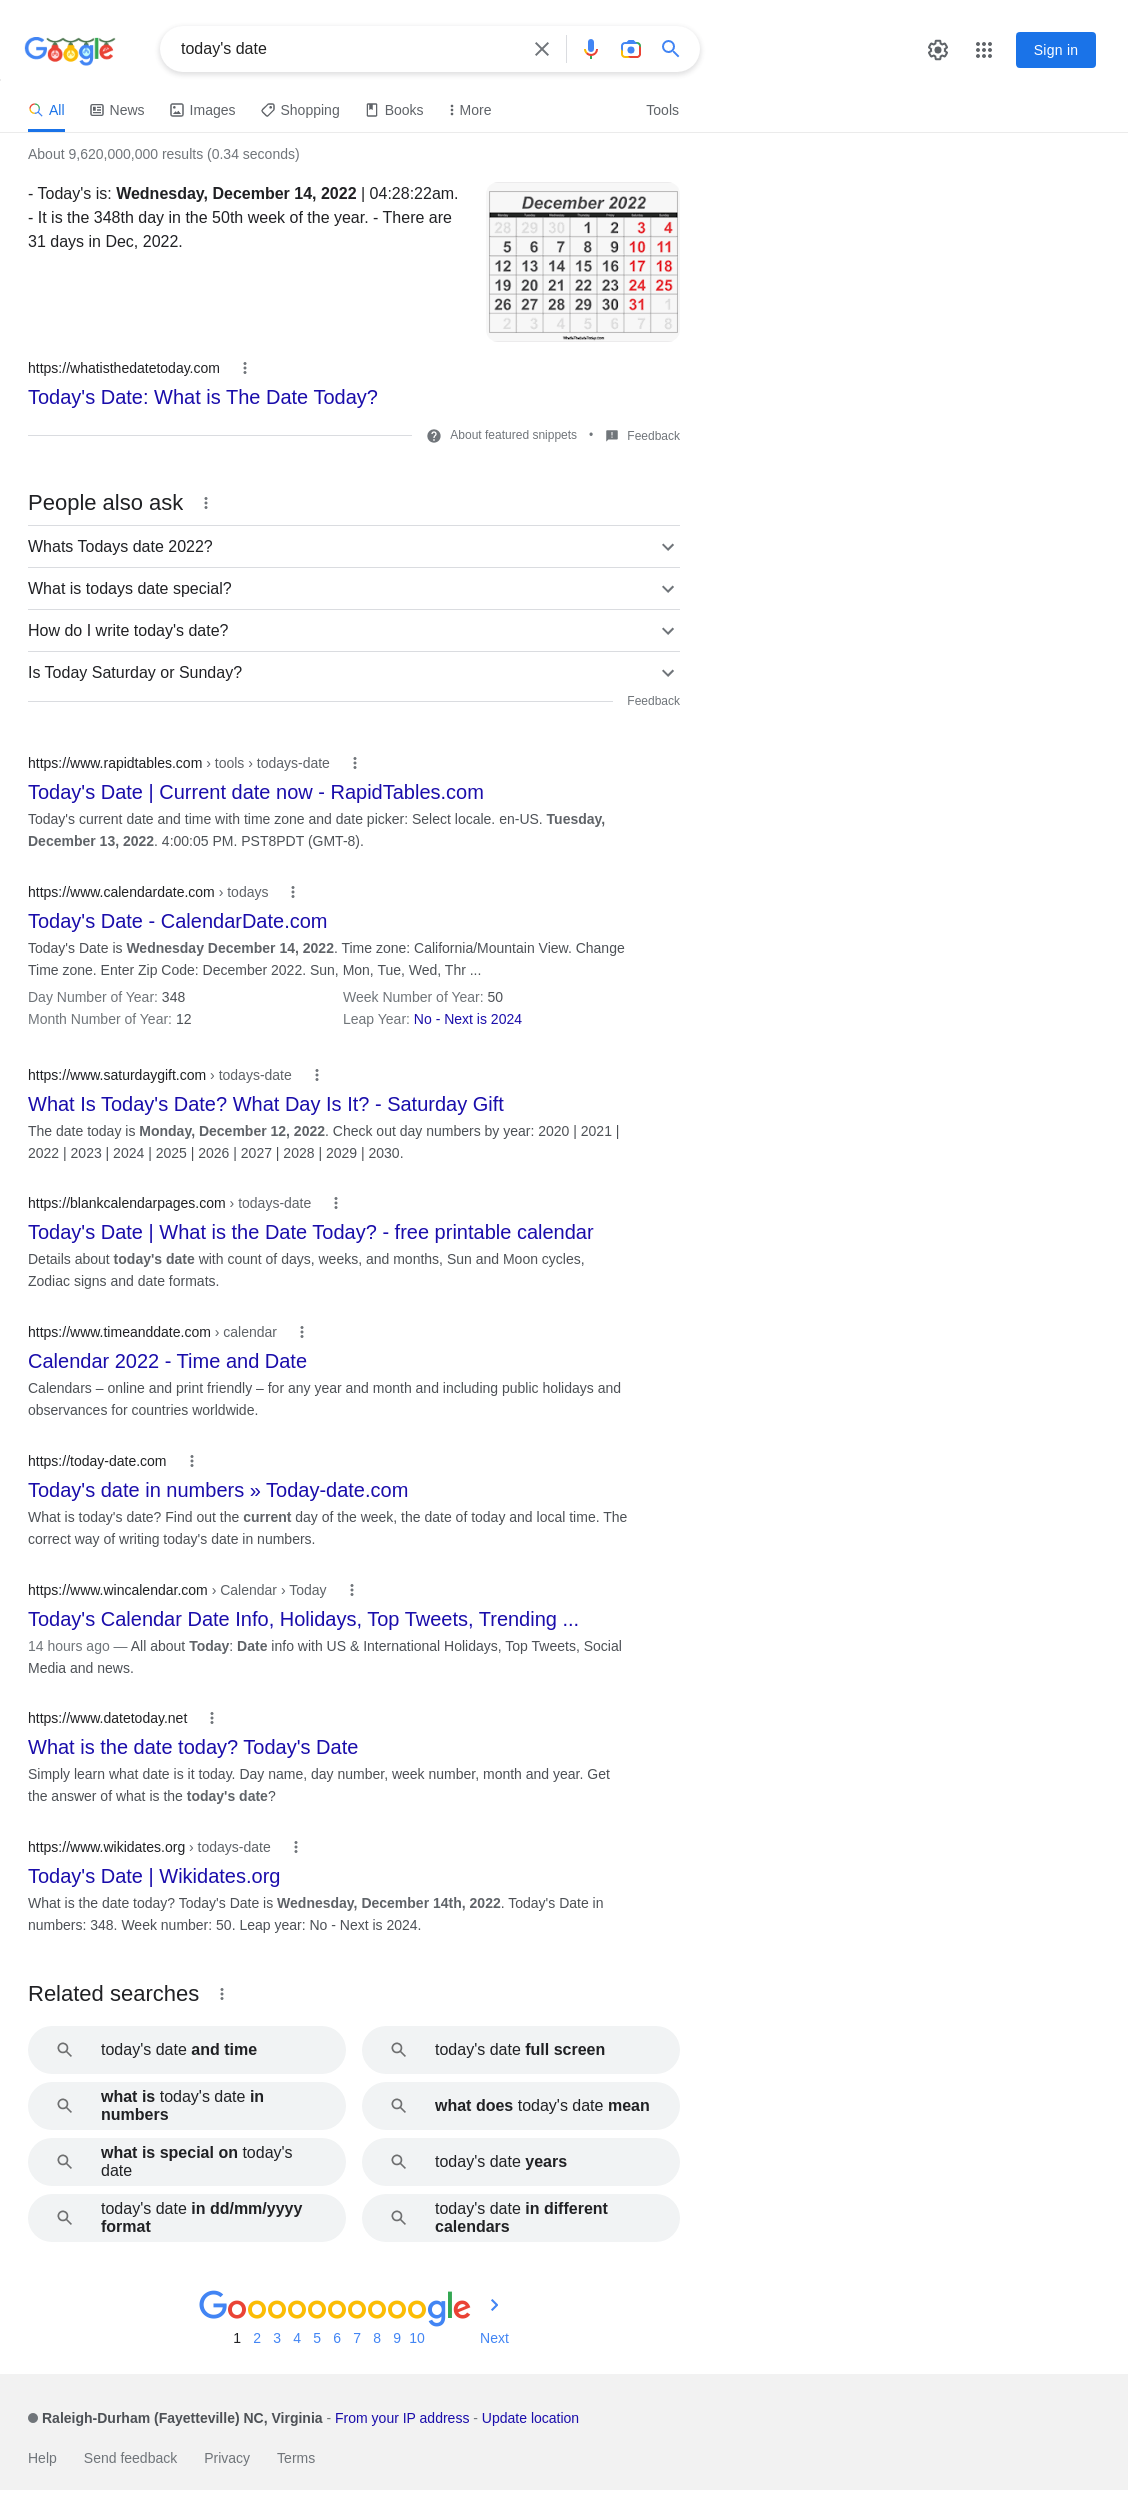 Google
today's date
Sign in
All
News
Images
Shopping
Books
More
Tools
About 9,620,000,000 results (0.34 seconds)
- Today's is: Wednesday, December 14, 2022 | 04:28:22am.
- It is the 348th day in the 50th week of the year. - There are
31 days in Dec, 2022.
December 2022
Monday Tuesday Wednesday Thursday Friday Saturday Sunday
28 29 30 1 2 3 4
5 6 7 8 9 10 11
12 13 14 15 16 17 18
19 20 21 22 23 24 25
26 27 28 29 30 31 1
2 3 4 5 6 7 8
https://whatisthedatetoday.com
Today's Date: What is The Date Today?
About featured snippets • Feedback
People also ask
Whats Todays date 2022?
What is todays date special?
How do I write today's date?
Is Today Saturday or Sunday?
Feedback
https://www.rapidtables.com › tools › todays-date
Today's Date | Current date now - RapidTables.com
Today's current date and time with time zone and date picker: Select locale. en-US. Tuesday,
December 13, 2022. 4:00:05 PM. PST8PDT (GMT-8).
https://www.calendardate.com › todays
Today's Date - CalendarDate.com
Today's Date is Wednesday December 14, 2022. Time zone: California/Mountain View. Change
Time zone. Enter Zip Code: December 2022. Sun, Mon, Tue, Wed, Thr ...
Day Number of Year: 348
Week Number of Year: 50
Month Number of Year: 12
Leap Year: No - Next is 2024
https://www.saturdaygift.com › todays-date
What Is Today's Date? What Day Is It? - Saturday Gift
The date today is Monday, December 12, 2022. Check out day numbers by year: 2020 | 2021 |
2022 | 2023 | 2024 | 2025 | 2026 | 2027 | 2028 | 2029 | 2030.
https://blankcalendarpages.com › todays-date
Today's Date | What is the Date Today? - free printable calendar
Details about today's date with count of days, weeks, and months, Sun and Moon cycles,
Zodiac signs and date formats.
https://www.timeanddate.com › calendar
Calendar 2022 - Time and Date
Calendars – online and print friendly – for any year and month and including public holidays and
observances for countries worldwide.
https://today-date.com
Today's date in numbers » Today-date.com
What is today's date? Find out the current day of the week, the date of today and local time. The
correct way of writing today's date in numbers.
https://www.wincalendar.com › Calendar › Today
Today's Calendar Date Info, Holidays, Top Tweets, Trending ...
14 hours ago — All about Today: Date info with US & International Holidays, Top Tweets, Social
Media and news.
https://www.datetoday.net
What is the date today? Today's Date
Simply learn what date is it today. Day name, day number, week number, month and year. Get
the answer of what is the today's date?
https://www.wikidates.org › todays-date
Today's Date | Wikidates.org
What is the date today? Today's Date is Wednesday, December 14th, 2022. Today's Date in
numbers: 348. Week number: 50. Leap year: No - Next is 2024.
Related searches
today's date and time
today's date full screen
what is today's date in
numbers
what does today's date mean
what is special on today's
date
today's date years
today's date in dd/mm/yyyy
format
today's date in different
calendars
Goooooooooogle
1 2 3 4 5 6 7 8 9 10 Next
Raleigh-Durham (Fayetteville) NC, Virginia - From your IP address - Update location
Help
Send feedback
Privacy
Terms